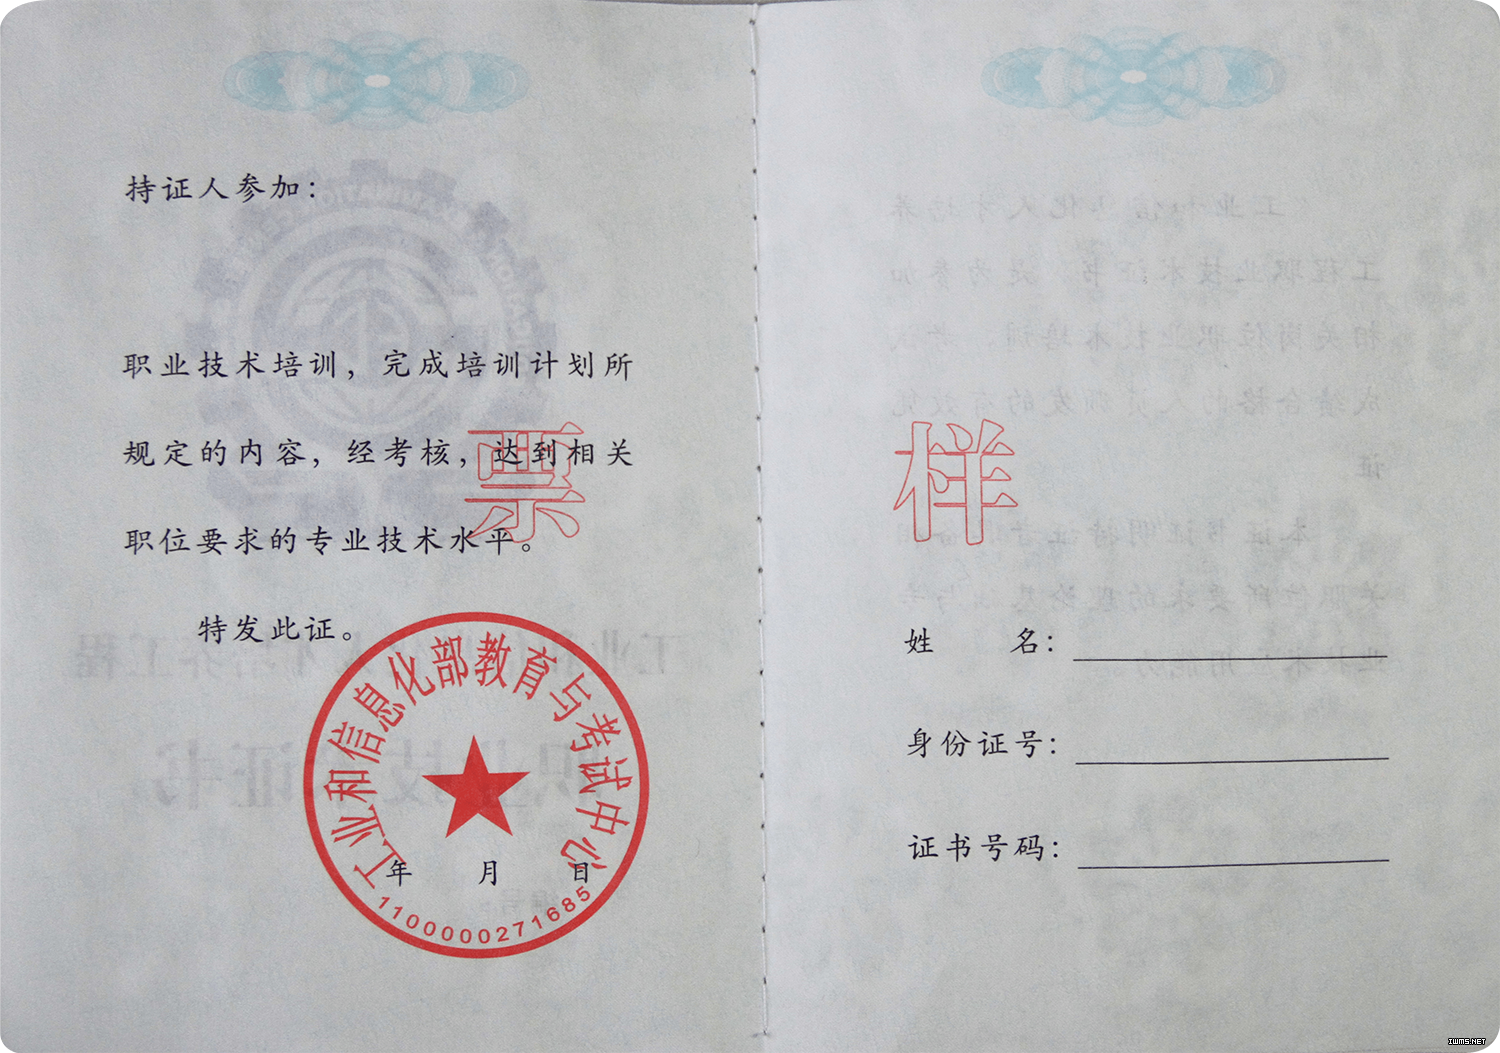 持证人参加：
职业技术培训，完成培训计划所
规定的内容，经考核，达到相关
职位要求的专业技术水平。
特发此证。
工业和信息化部教育与考试中心
年 月 日
1100000271685
票
样
姓 名：
身份证号：
证书号码：
IWMS.NET